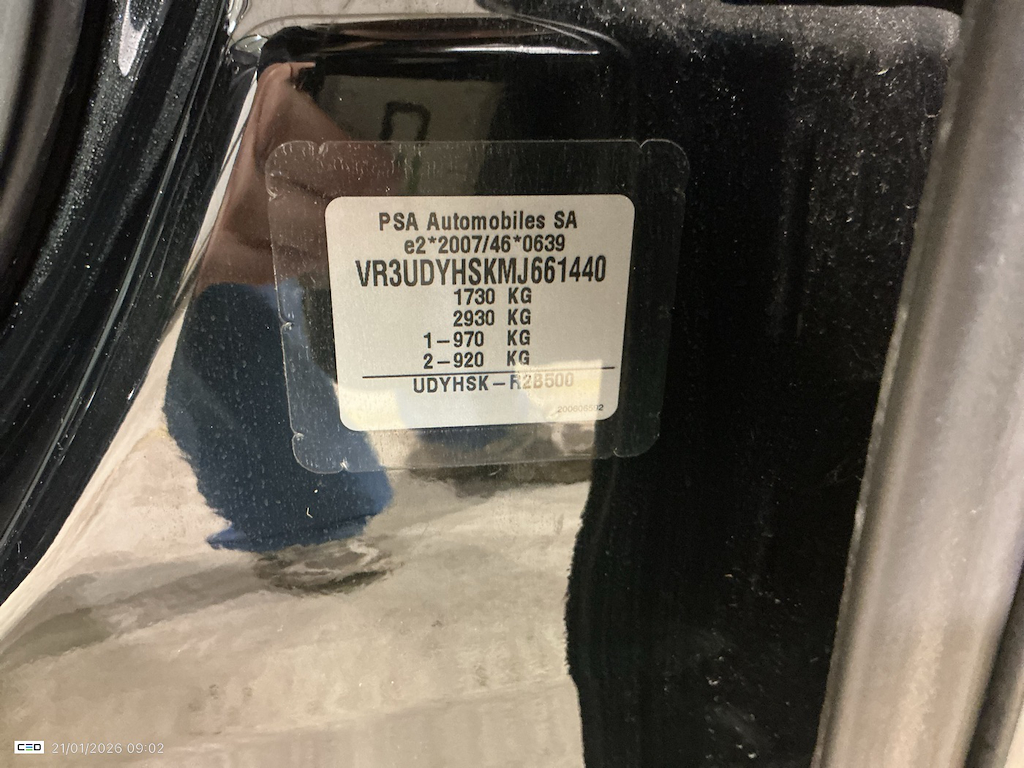 PSA Automobiles SA
e2*2007/46*0639
VR3UDYHSKMJ661440
1730 KG
2930 KG
1-970 KG
2-920 KG
UDYHSK-R2B500
CEO 21/01/2026 09:02